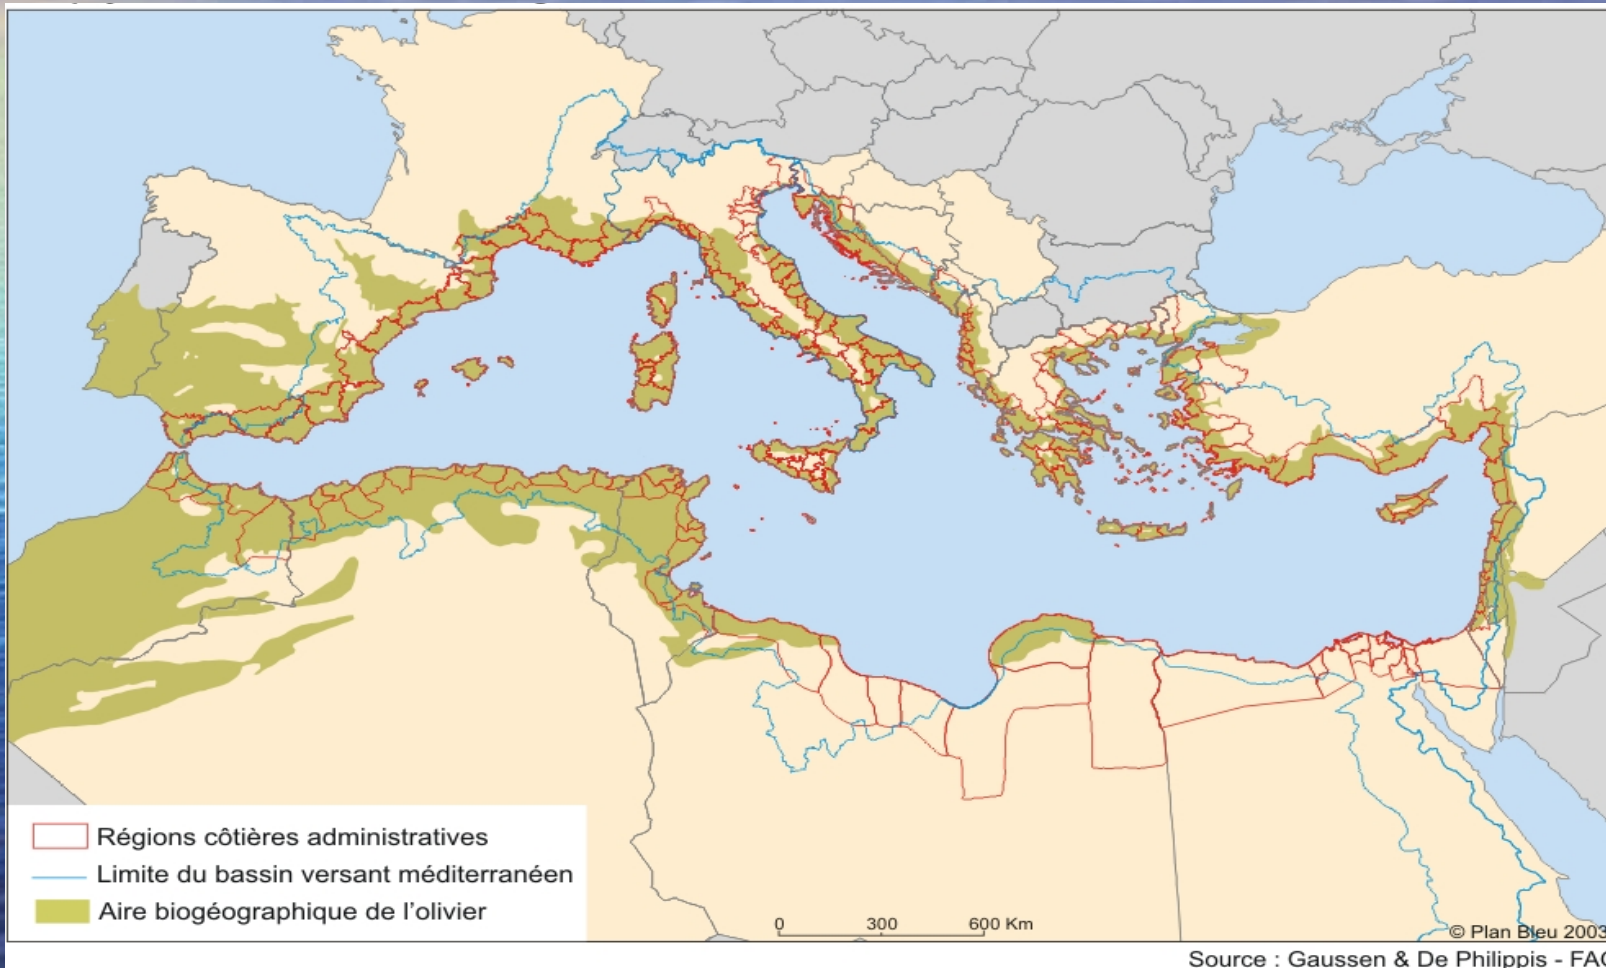 Régions côtières administratives
Limite du bassin versant méditerranéen
Aire biogéographique de l'olivier
0 300 600 Km
© Plan Bleu 2003
Source : Gaussen & De Philippis - FAO